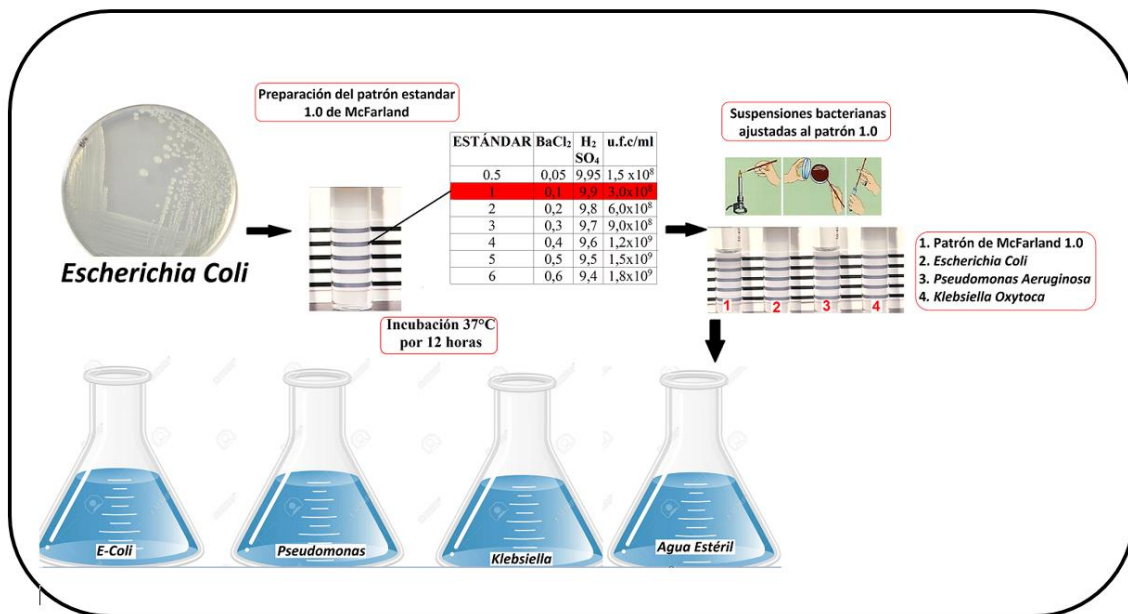 Preparación del patrón estandar
1.0 de McFarland
Escherichia Coli
ESTÁNDAR BaCl₂ H₂ SO₄ u.f.c/ml
0.5 0,05 9,95 1,5 x10⁸
1 0,1 9,9 3,0x10⁸
2 0,2 9,8 6,0x10⁸
3 0,3 9,7 9,0x10⁸
4 0,4 9,6 1,2x10⁹
5 0,5 9,5 1,5x10⁹
6 0,6 9,4 1,8x10⁹
Suspensiones bacterianas
ajustadas al patrón 1.0
1 2 3 4
1. Patrón de McFarland 1.0
2. Escherichia Coli
3. Pseudomonas Aeruginosa
4. Klebsiella Oxytoca
Incubación 37°C
por 12 horas
E-Coli
Pseudomonas
Klebsiella
Agua Estéril